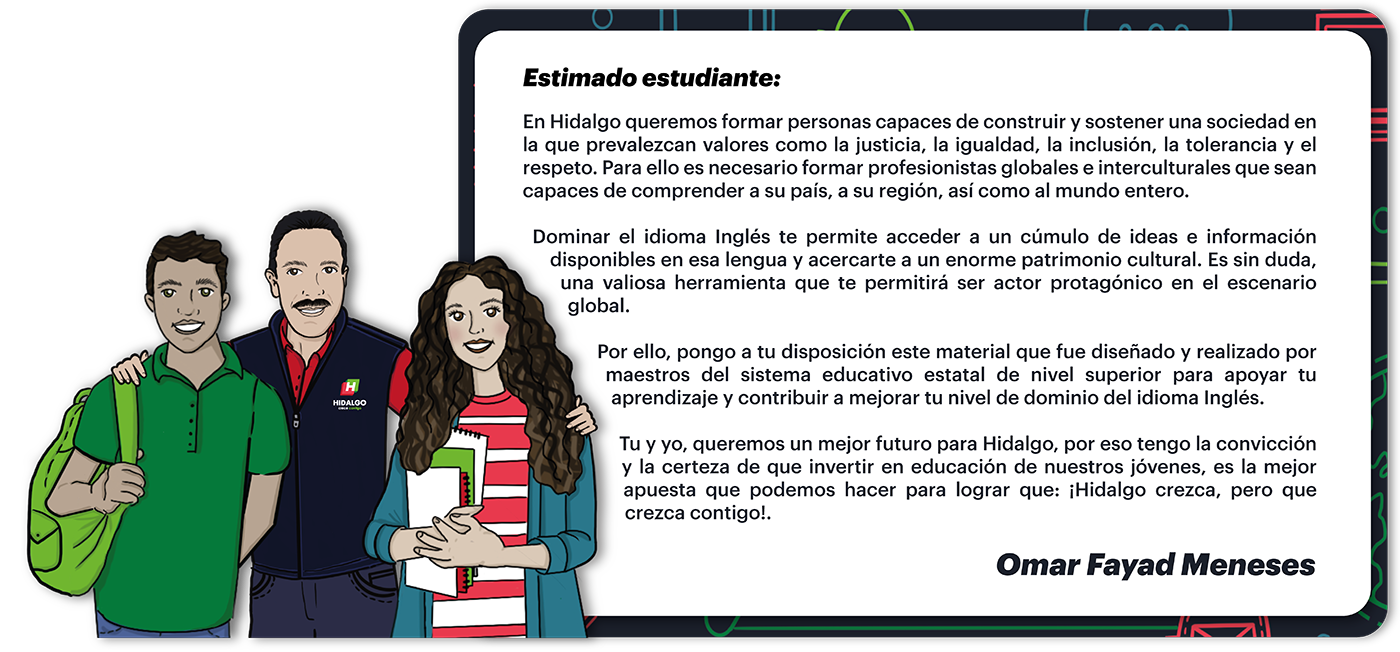 Estimado estudiante:
En Hidalgo queremos formar personas capaces de construir y sostener una sociedad en
la que prevalezcan valores como la justicia, la igualdad, la inclusión, la tolerancia y el
respeto. Para ello es necesario formar profesionistas globales e interculturales que sean
capaces de comprender a su país, a su región, así como al mundo entero.
Dominar el idioma Inglés te permite acceder a un cúmulo de ideas e información
disponibles en esa lengua y acercarte a un enorme patrimonio cultural. Es sin duda,
una valiosa herramienta que te permitirá ser actor protagónico en el escenario
global.
Por ello, pongo a tu disposición este material que fue diseñado y realizado por
maestros del sistema educativo estatal de nivel superior para apoyar tu
aprendizaje y contribuir a mejorar tu nivel de dominio del idioma Inglés.
Tu y yo, queremos un mejor futuro para Hidalgo, por eso tengo la convicción
y la certeza de que invertir en educación de nuestros jóvenes, es la mejor
apuesta que podemos hacer para lograr que: ¡Hidalgo crezca, pero que
crezca contigo!.
Omar Fayad Meneses
H
HIDALGO
crece contigo